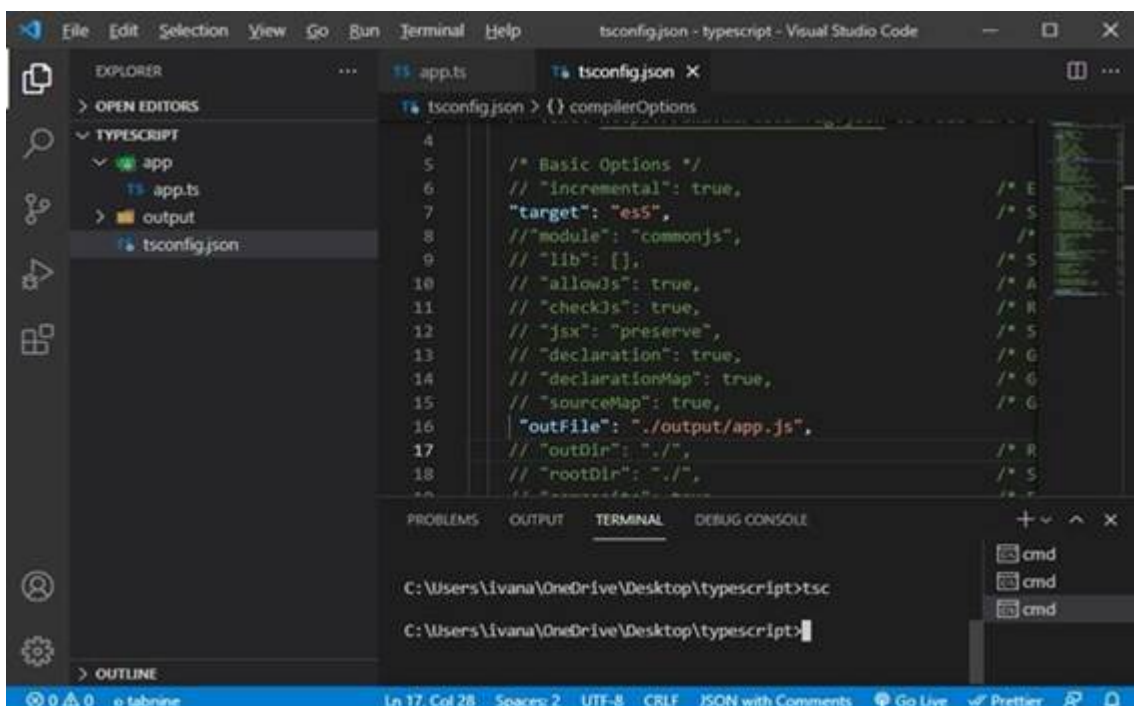 File Edit Selection View Go Run Terminal Help tsconfig.json - typescript - Visual Studio Code
EXPLORER
OPEN EDITORS
TYPESCRIPT
app
TS app.ts
output
tsconfig.json
OUTLINE
TS app.ts
tsconfig.json
tsconfig.json > {} compilerOptions
4
5 /* Basic Options */
6 // "incremental": true, /* E
7 "target": "es5", /* S
8 //"module": "commonjs", /*
9 // "lib": [], /* S
10 // "allowJs": true, /* A
11 // "checkJs": true, /* R
12 // "jsx": "preserve", /* S
13 // "declaration": true, /* G
14 // "declarationMap": true, /* G
15 // "sourceMap": true, /* G
16 "outFile": "./output/app.js",
17 // "outDir": "./", /* R
18 // "rootDir": "./", /* S
PROBLEMS OUTPUT TERMINAL DEBUG CONSOLE
C:\Users\ivana\OneDrive\Desktop\typescript>tsc
C:\Users\ivana\OneDrive\Desktop\typescript>
cmd
cmd
cmd
0 0 tabnine Ln 17, Col 28 Spaces: 2 UTF-8 CRLF JSON with Comments Go Live Prettier